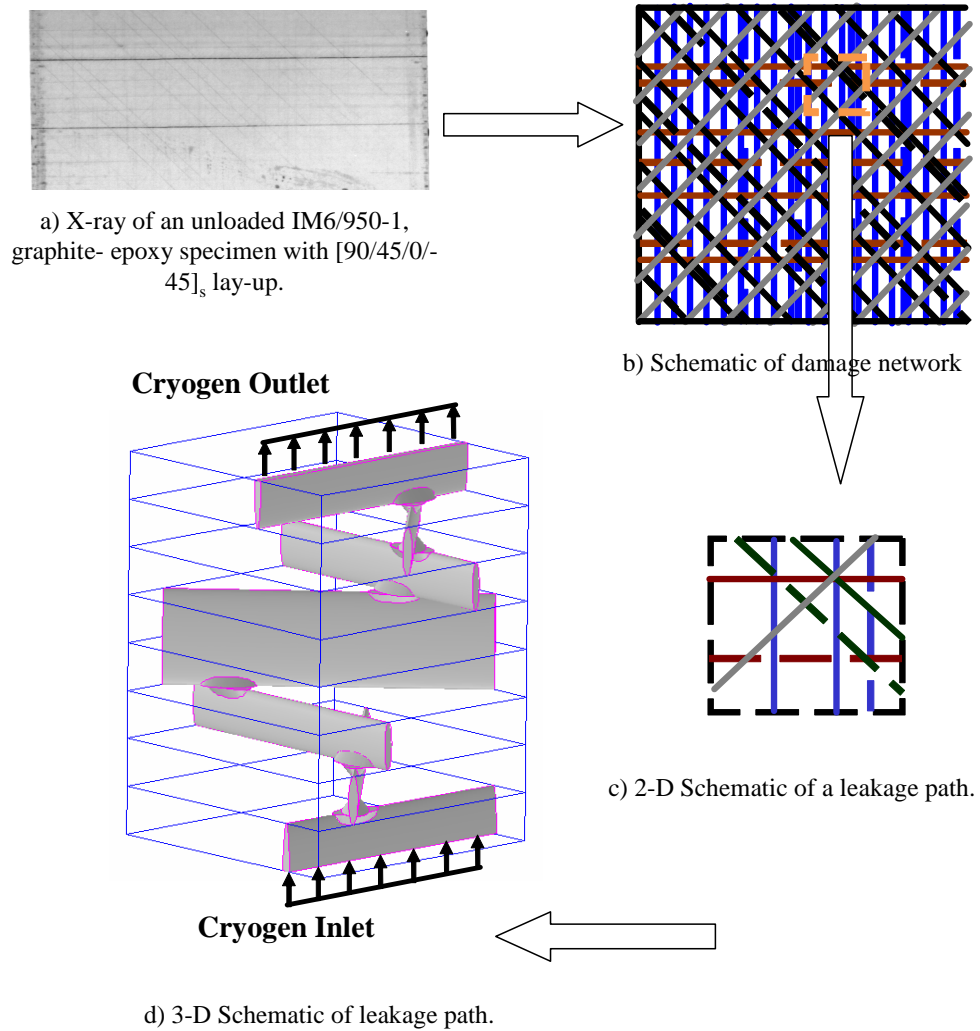 a) X-ray of an unloaded IM6/950-1,
graphite- epoxy specimen with [90/45/0/-
45]s lay-up.
b) Schematic of damage network
Cryogen Outlet
c) 2-D Schematic of a leakage path.
Cryogen Inlet
d) 3-D Schematic of leakage path.